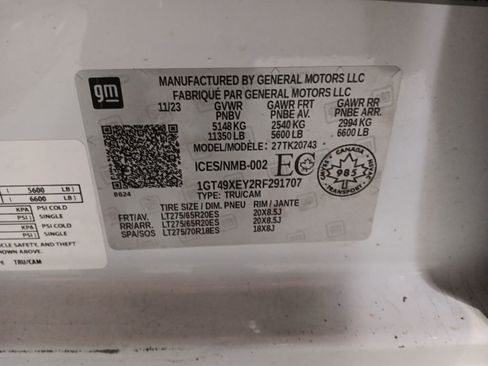 gm
MANUFACTURED BY GENERAL MOTORS LLC
FABRIQUÉ PAR GENERAL MOTORS LLC
11/23 GVWR GAWR FRT GAWR RR
PNBV PNBE AV. PNBE ARR.
5148 KG 2540 KG 2994 KG
11350 LB 5600 LB 6600 LB
MODEL/MODÈLE: 27TK20743
ICES/NMB-002 EC
CANADA
985
1GT49XEY2RF291707
TYPE: TRU/CAM
TIRE SIZE / DIM. PNEU RIM / JANTE
FRT/AV. LT275/65R20ES 20X8.5J
RR/ARR. LT275/65R20ES 20X8.5J
SPA/SOS LT275/70R18ES 18X8J
5600 LB
6600 LB
KPA PSI COLD
PSI SINGLE
KPA PSI COLD
PSI SINGLE
VEHICLE SAFETY, AND THEFT
OWN ABOVE.
TRU/CAM